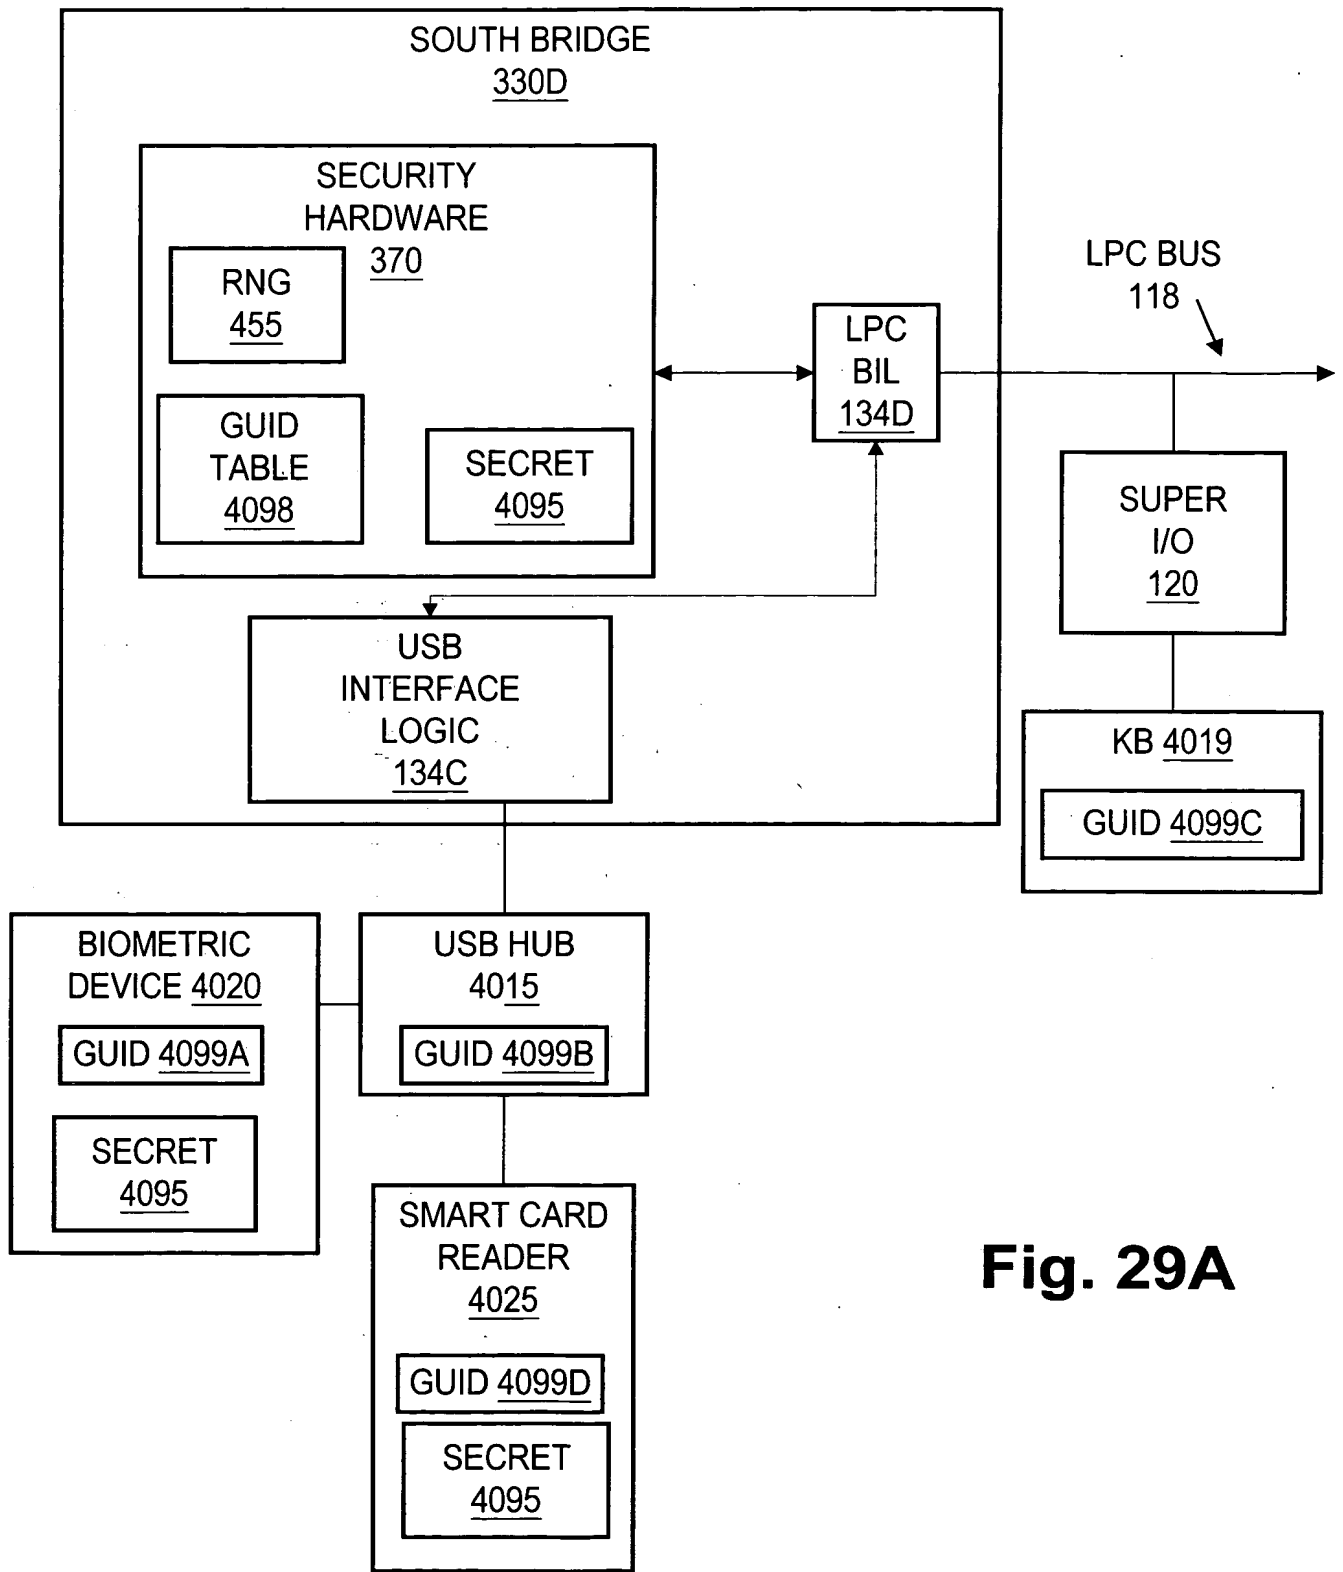 SOUTH BRIDGE
330D
SECURITY
HARDWARE
370
RNG
455
GUID
TABLE
4098
SECRET
4095
LPC
BIL
134D
LPC BUS
118
SUPER
I/O
120
USB
INTERFACE
LOGIC
134C
KB 4019
GUID 4099C
BIOMETRIC
DEVICE 4020
GUID 4099A
SECRET
4095
USB HUB
4015
GUID 4099B
SMART CARD
READER
4025
GUID 4099D
SECRET
4095
Fig. 29A